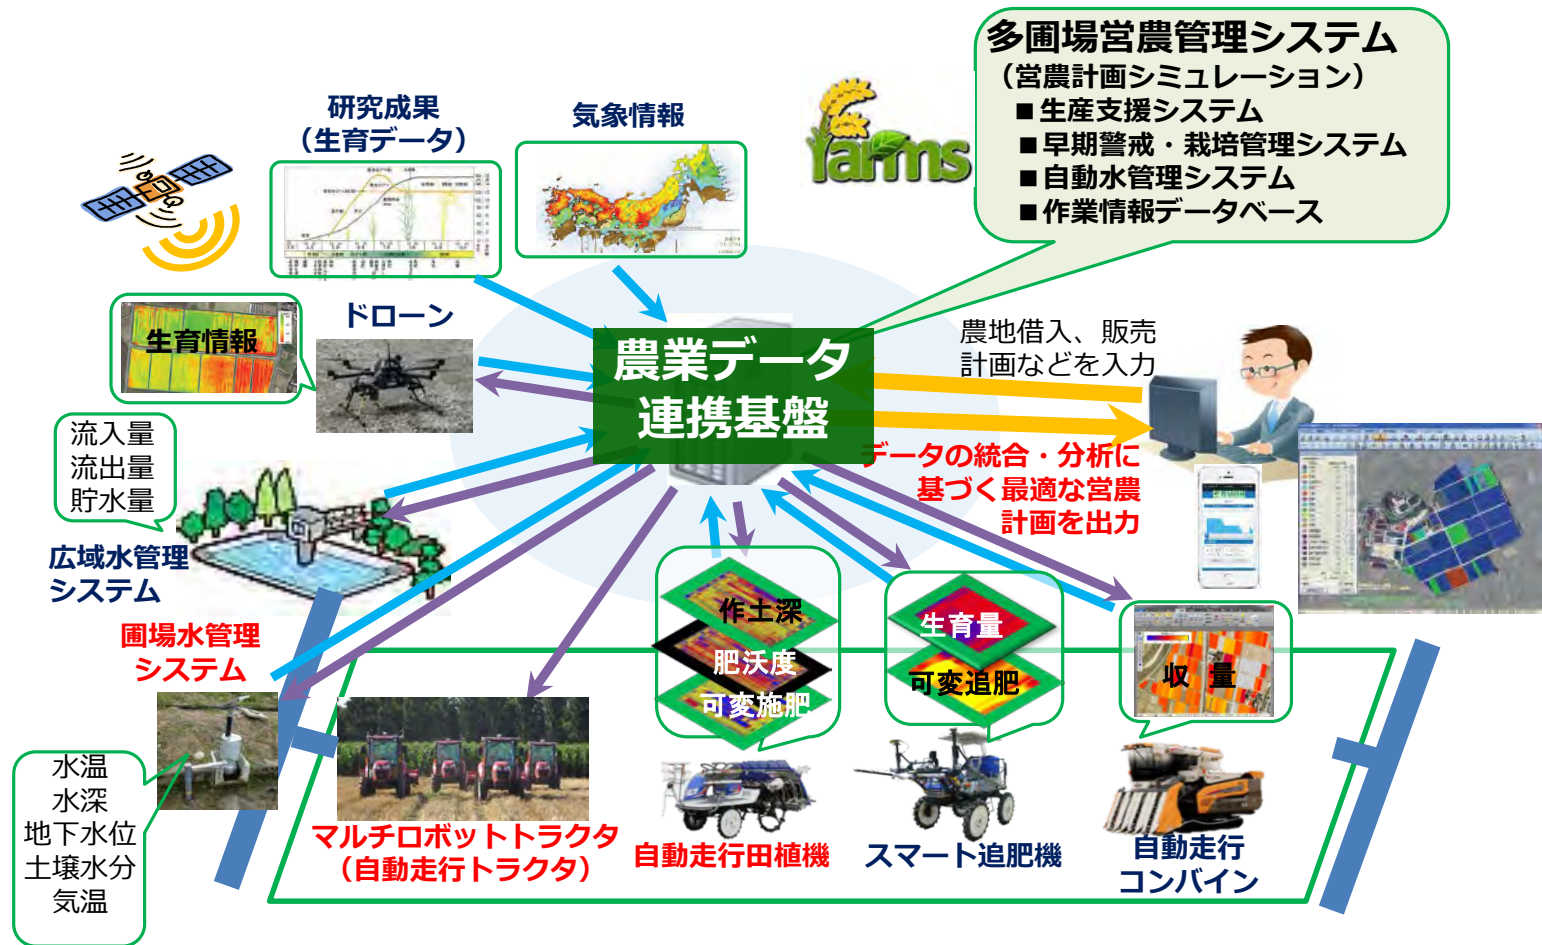 多圃場営農管理システム
（営農計画シミュレーション）
■生産支援システム
■早期警戒・栽培管理システム
■自動水管理システム
■作業情報データベース
farms
研究成果
（生育データ）
気象情報
生育情報
ドローン
農業データ
連携基盤
農地借入、販売
計画などを入力
データの統合・分析に
基づく最適な営農
計画を出力
流入量
流出量
貯水量
広域水管理
システム
圃場水管理
システム
水温
水深
地下水位
土壌水分
気温
作土深
肥沃度
可変施肥
生育量
可変追肥
収 量
マルチロボットトラクタ
（自動走行トラクタ）
自動走行田植機
スマート追肥機
自動走行
コンバイン